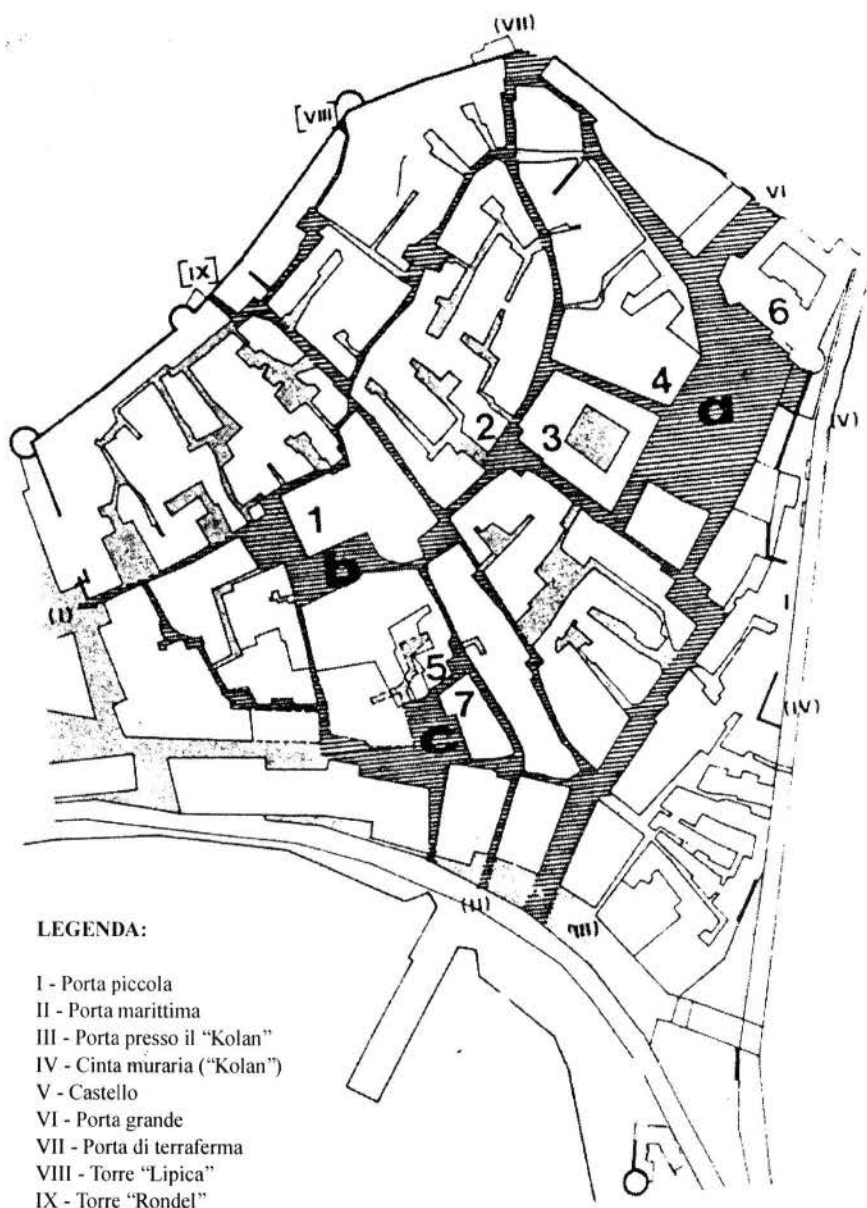 (VII)
[VIII]
VI
[IX]
6
4
a
(V)
2
3
1
b
(I)
5
(IV)
7
c
(II)
(III)
LEGENDA:
I - Porta piccola
II - Porta marittima
III - Porta presso il “Kolan”
IV - Cinta muraria (“Kolan”)
V - Castello
VI - Porta grande
VII - Porta di terraferma
VIII - Torre “Lipica”
IX - Torre “Rondel”